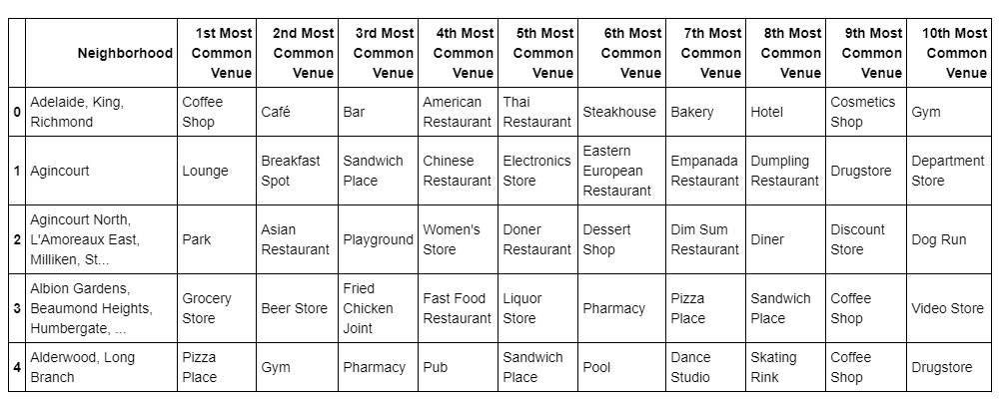 Neighborhood 1st Most Common Venue 2nd Most Common Venue 3rd Most Common Venue 4th Most Common Venue 5th Most Common Venue 6th Most Common Venue 7th Most Common Venue 8th Most Common Venue 9th Most Common Venue 10th Most Common Venue
0 Adelaide, King, Richmond Coffee Shop Café Bar American Restaurant Thai Restaurant Steakhouse Bakery Hotel Cosmetics Shop Gym
1 Agincourt Lounge Breakfast Spot Sandwich Place Chinese Restaurant Electronics Store Eastern European Restaurant Empanada Restaurant Dumpling Restaurant Drugstore Department Store
2 Agincourt North, L'Amoreaux East, Milliken, St... Park Asian Restaurant Playground Women's Store Doner Restaurant Dessert Shop Dim Sum Restaurant Diner Discount Store Dog Run
3 Albion Gardens, Beaumond Heights, Humbergate, ... Grocery Store Beer Store Fried Chicken Joint Fast Food Restaurant Liquor Store Pharmacy Pizza Place Sandwich Place Coffee Shop Video Store
4 Alderwood, Long Branch Pizza Place Gym Pharmacy Pub Sandwich Place Pool Dance Studio Skating Rink Coffee Shop Drugstore